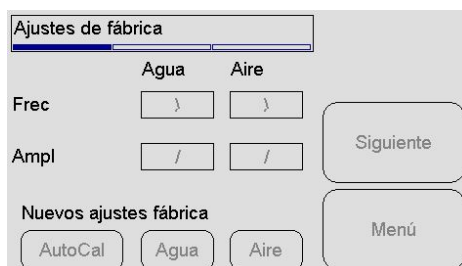 Ajustes de fábrica
Agua Aire
Frec \ \
Ampl / /
Siguiente
Nuevos ajustes fábrica
Menú
AutoCal Agua Aire